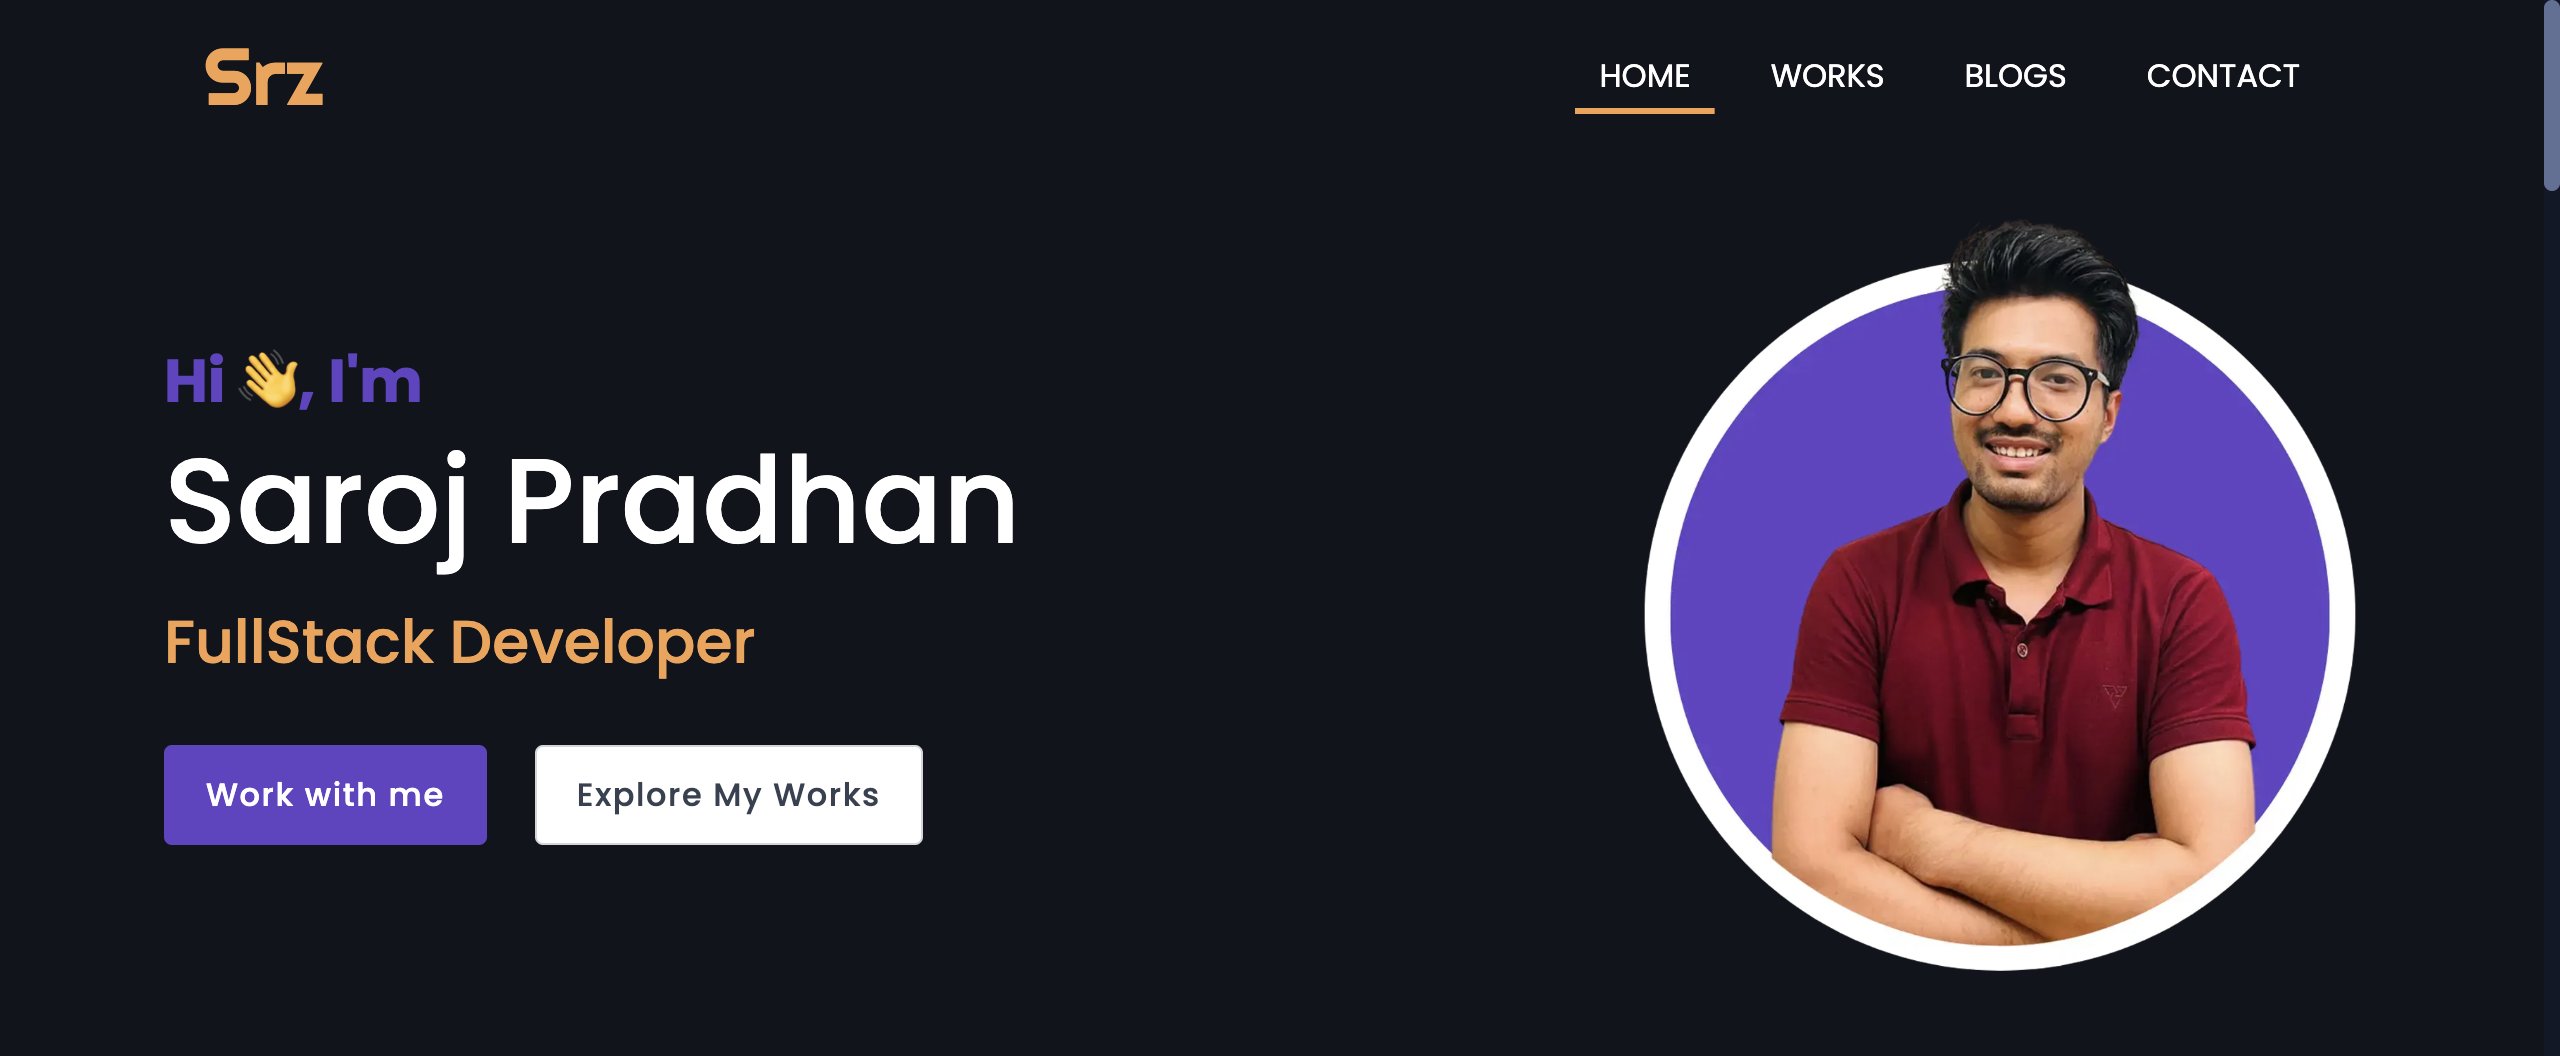 Srz
HOME WORKS BLOGS CONTACT
Hi 👋, I'm
Saroj Pradhan
FullStack Developer
Work with me Explore My Works